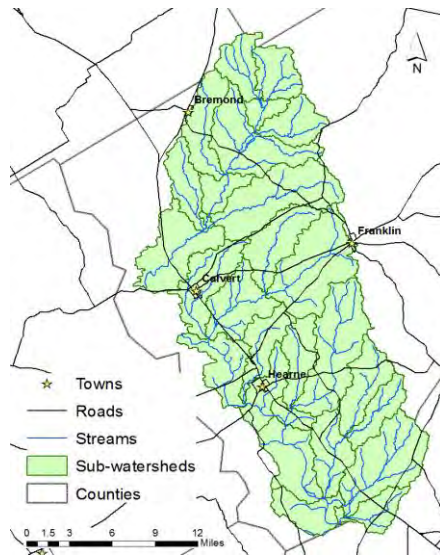 N
Bremond
Franklin
Calvert
Hearne
Towns
Roads
Streams
Sub-watersheds
Counties
0 1.5 3 6 9 12
Miles